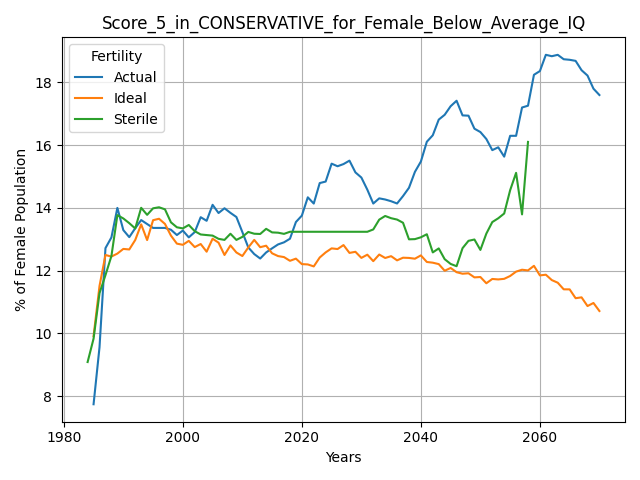 Score_5_in_CONSERVATIVE_for_Female_Below_Average_IQ
Fertility
Actual
Ideal
Sterile
% of Female Population
18
16
14
12
10
8
1980
2000
2020
2040
2060
Years